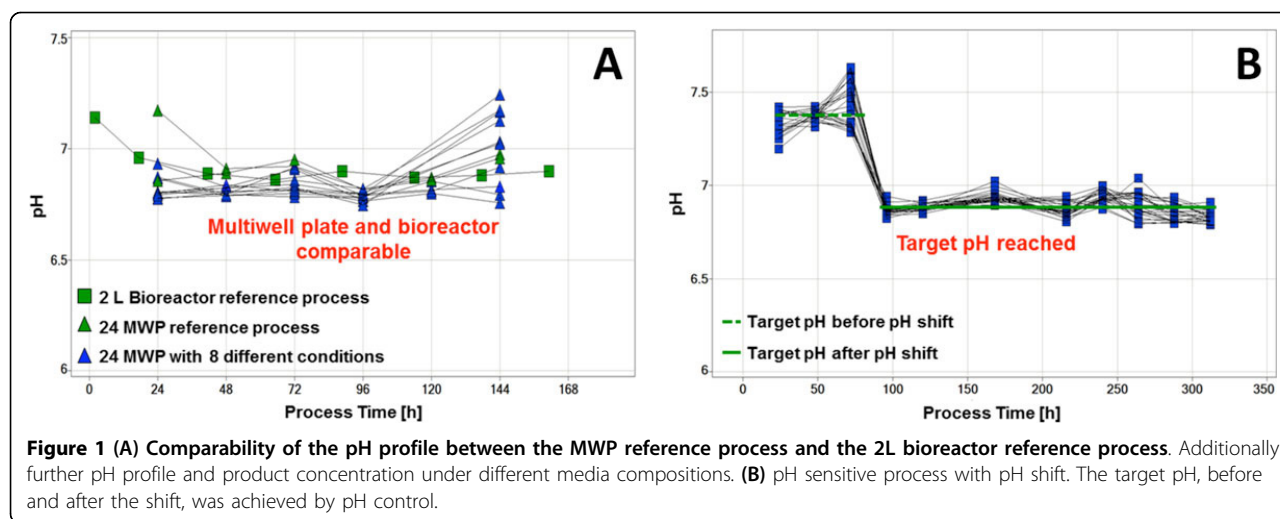 A
7.5
7
6.5
6
pH
Multiwell plate and bioreactor
comparable
2 L Bioreactor reference process
24 MWP reference process
24 MWP with 8 different conditions
0 24 48 72 96 120 144 168
Process Time [h]
B
7.5
7
6.5
6
pH
Target pH reached
Target pH before pH shift
Target pH after pH shift
0 50 100 150 200 250 300 350
Process Time [h]
Figure 1 (A) Comparability of the pH profile between the MWP reference process and the 2L bioreactor reference process. Additionally
further pH profile and product concentration under different media compositions. (B) pH sensitive process with pH shift. The target pH, before
and after the shift, was achieved by pH control.